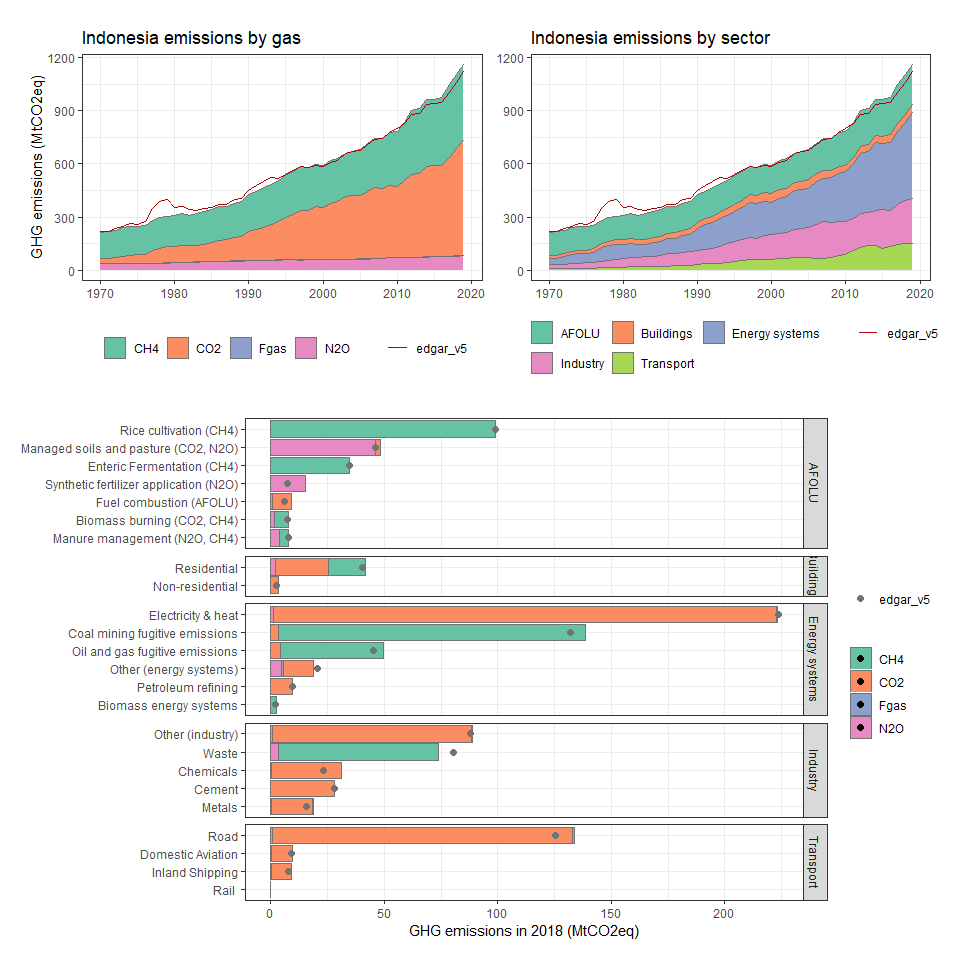 Indonesia emissions by gas
GHG emissions (MtCO2eq)
1200
900
600
300
0
1970 1980 1990 2000 2010 2020
CH4 CO2 Fgas N2O edgar_v5
Indonesia emissions by sector
1200
900
600
300
0
1970 1980 1990 2000 2010 2020
AFOLU Buildings Energy systems edgar_v5
Industry Transport
Rice cultivation (CH4)
Managed soils and pasture (CO2, N2O)
Enteric Fermentation (CH4)
Synthetic fertilizer application (N2O)
Fuel combustion (AFOLU)
Biomass burning (CO2, CH4)
Manure management (N2O, CH4)
AFOLU
Residential
Non-residential
uilding
Electricity & heat
Coal mining fugitive emissions
Oil and gas fugitive emissions
Other (energy systems)
Petroleum refining
Biomass energy systems
Energy systems
Other (industry)
Waste
Chemicals
Cement
Metals
Industry
Road
Domestic Aviation
Inland Shipping
Rail
Transport
0 50 100 150 200
GHG emissions in 2018 (MtCO2eq)
edgar_v5
CH4
CO2
Fgas
N2O